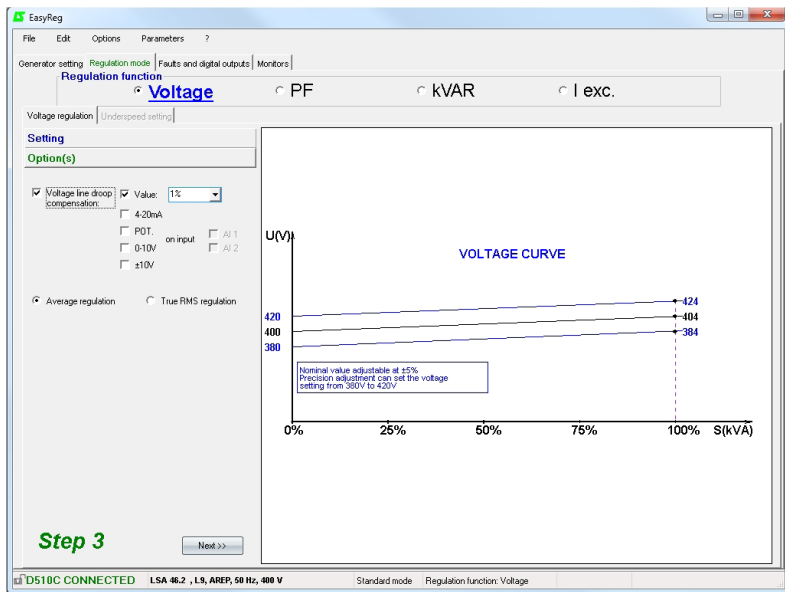 EasyReg
File Edit Options Parameters ?
Generator setting Regulation mode Faults and digital outputs Monitors
Regulation function
Voltage PF kVAR I exc.
Voltage regulation Underspeed setting
Setting
Option(s)
Voltage line droop compensation: Value: 1%
4-20mA
POT.
0-10V
±10V
on input
AI 1
AI 2
Average regulation True RMS regulation
U(V)
VOLTAGE CURVE
420
400
380
424
404
384
Nominal value adjustable at ±5%
Precision adjustment can set the voltage
setting from 380V to 420V
0% 25% 50% 75% 100% S(kVA)
Step 3
Next >>
D510C CONNECTED LSA 46.2 , L9, AREP, 50 Hz, 400 V Standard mode Regulation function: Voltage